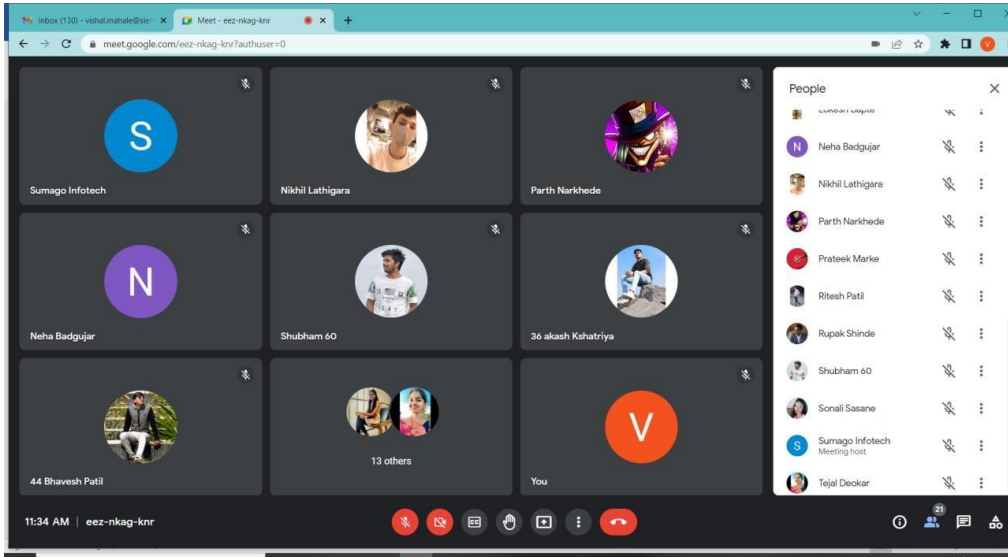 Inbox (130) - vishal.mahale@sie
Meet - eez-nkag-knr
meet.google.com/eez-nkag-knr?authuser=0
V
S
Sumago Infotech
Nikhil Lathigara
Parth Narkhede
N
Neha Badgujar
Shubham 60
36 akash Kshatriya
44 Bhavesh Patil
13 others
V
You
People
N Neha Badgujar
Nikhil Lathigara
Parth Narkhede
Prateek Marke
Ritesh Patil
Rupak Shinde
Shubham 60
Sonali Sasane
S Sumago Infotech
Meeting host
Tejal Deokar
11:34 AM | eez-nkag-knr
21